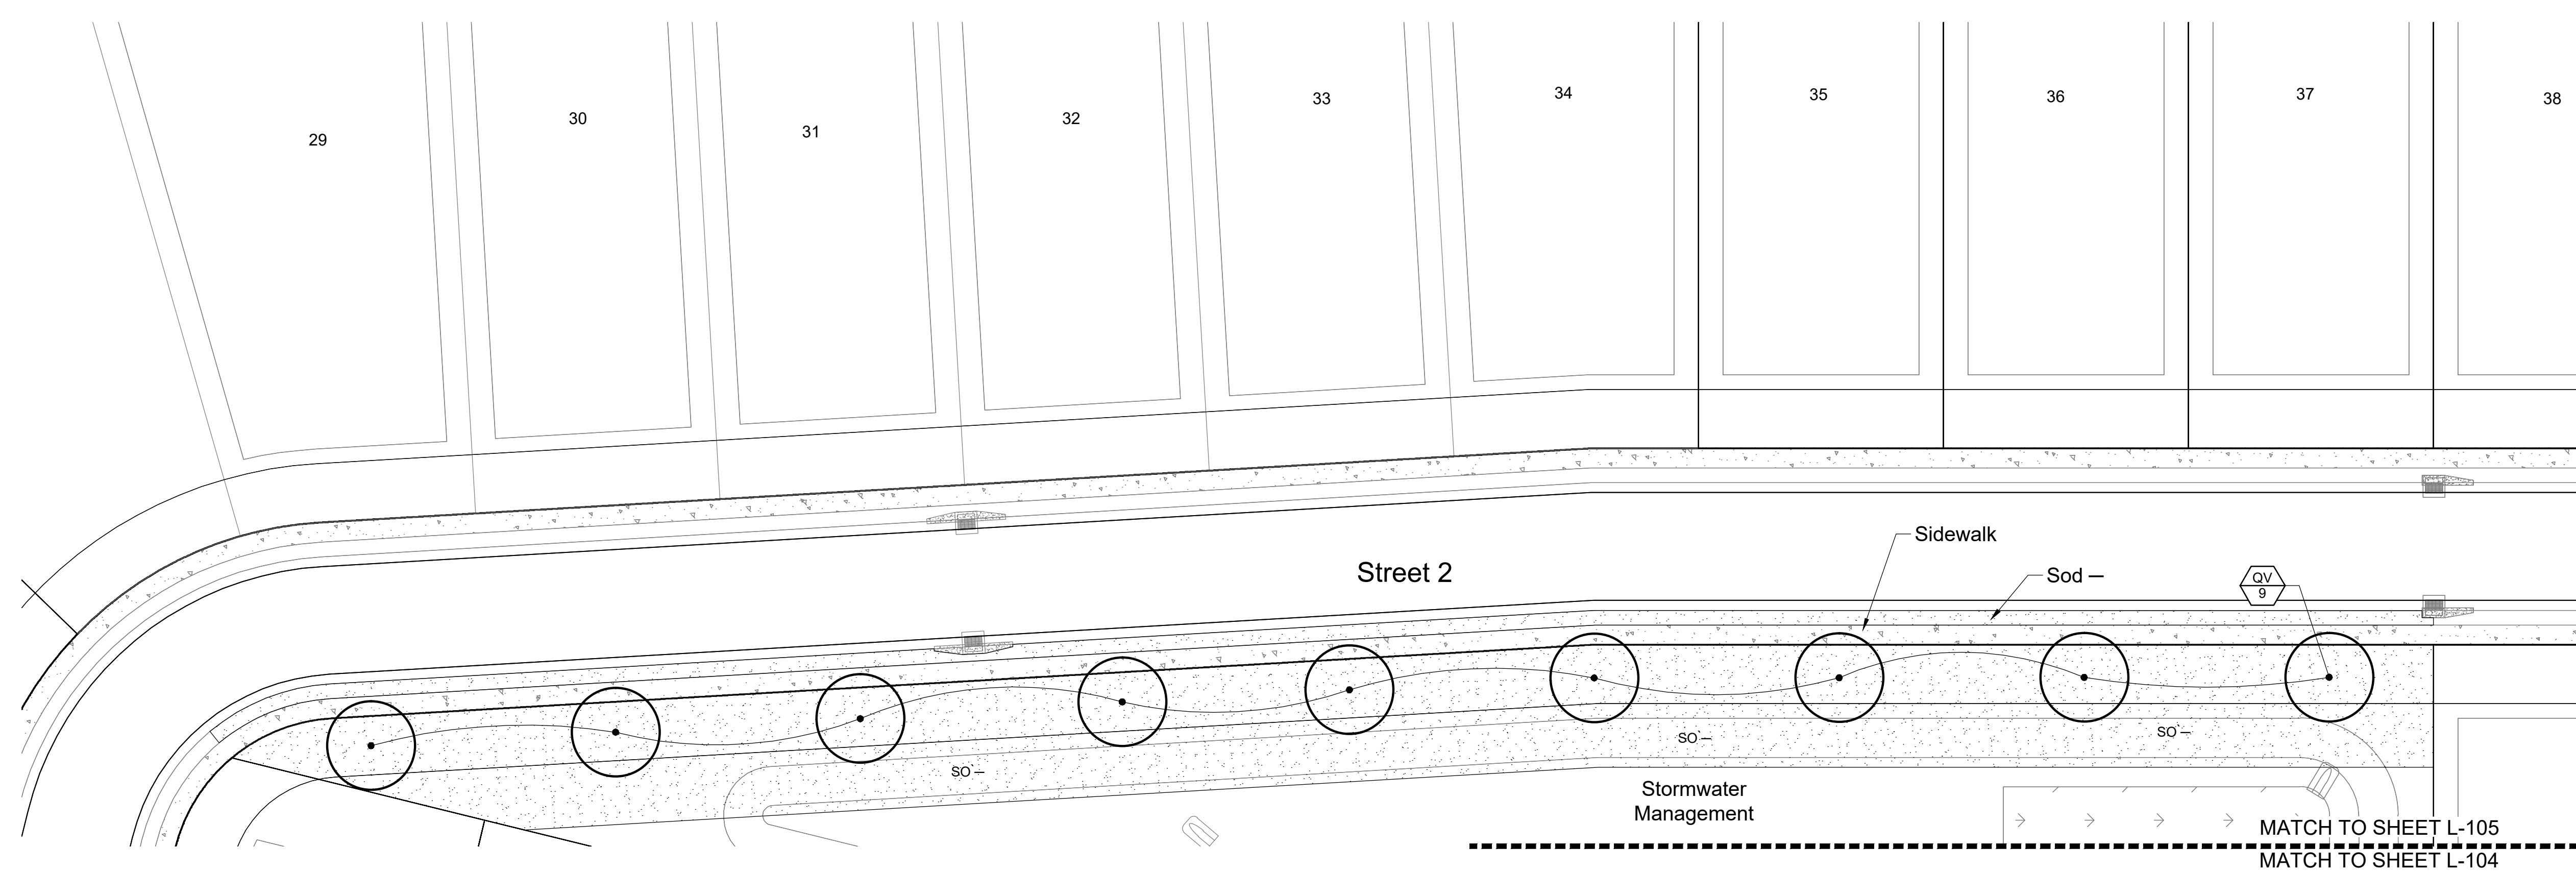 29
30
31
32
33
34
35
36
37
38
Street 2
Sidewalk
Sod —
QV
9
SO —
SO —
SO —
Stormwater
Management
MATCH TO SHEET L-105
MATCH TO SHEET L-104